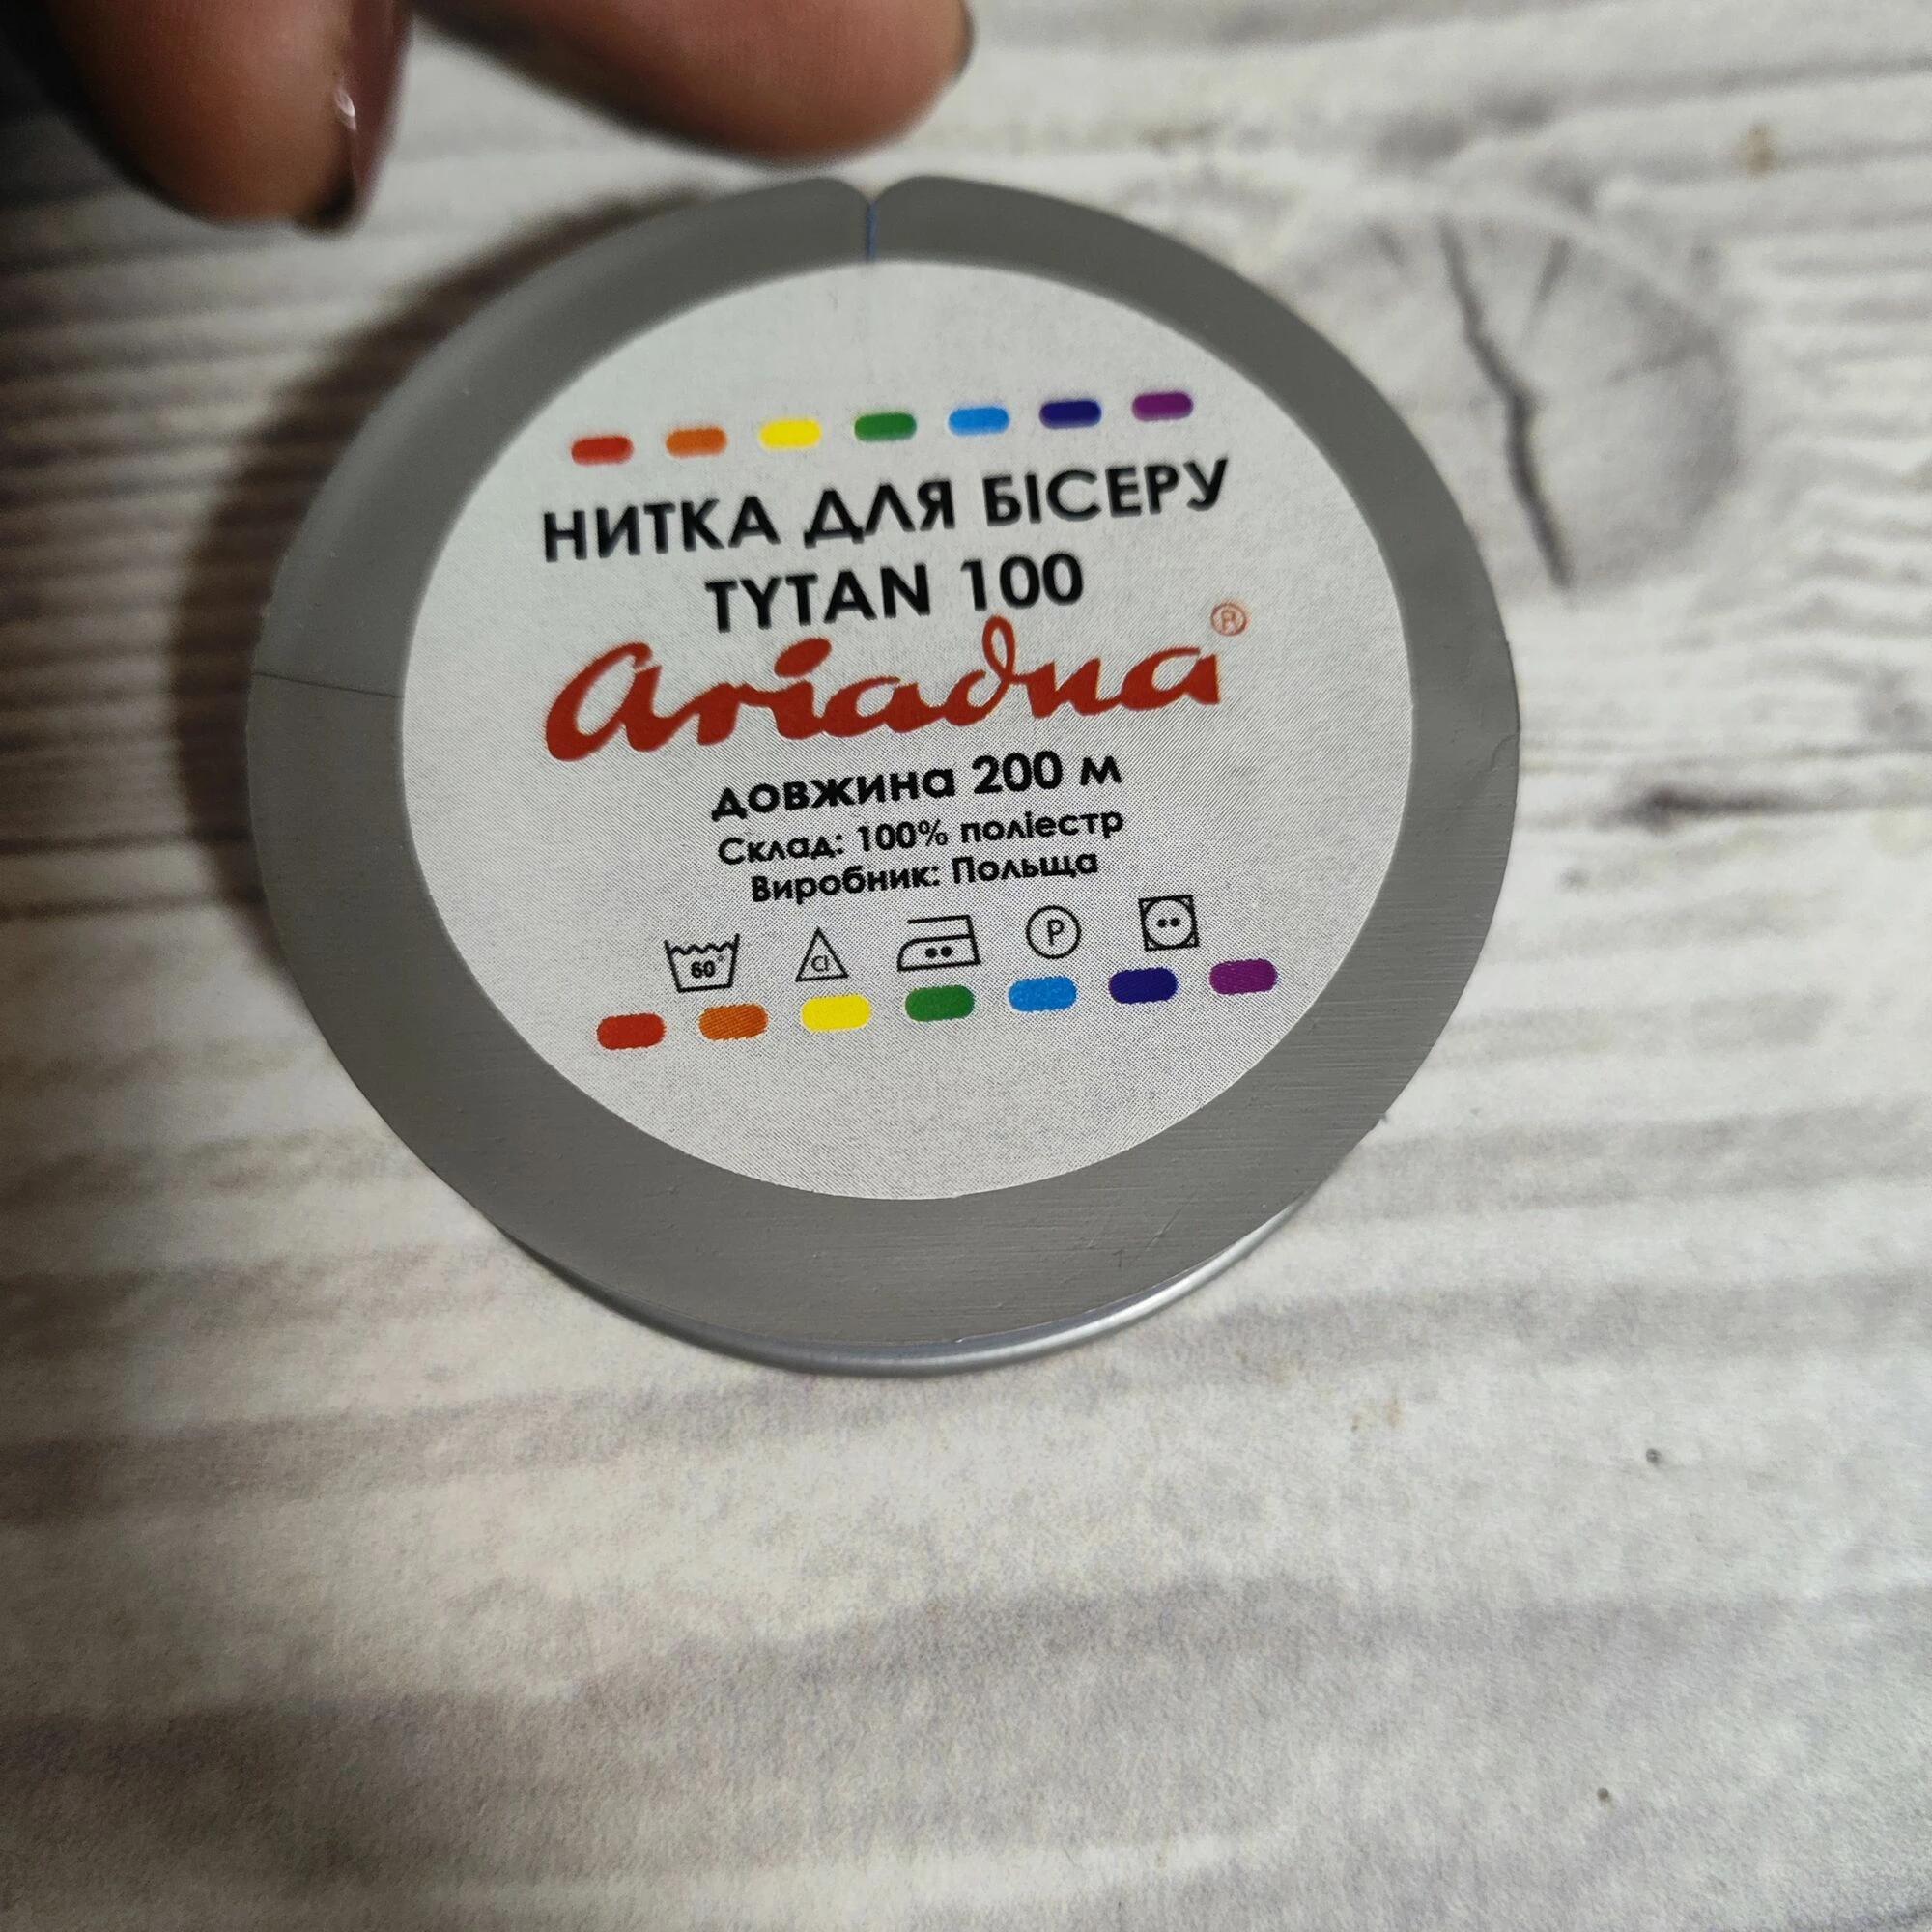 НИТКА ДЛЯ БІСЕРУ
TYTAN 100
Ariadna®
довжина 200 м
Склад: 100% поліестр
Виробник: Польща
60° Cl P